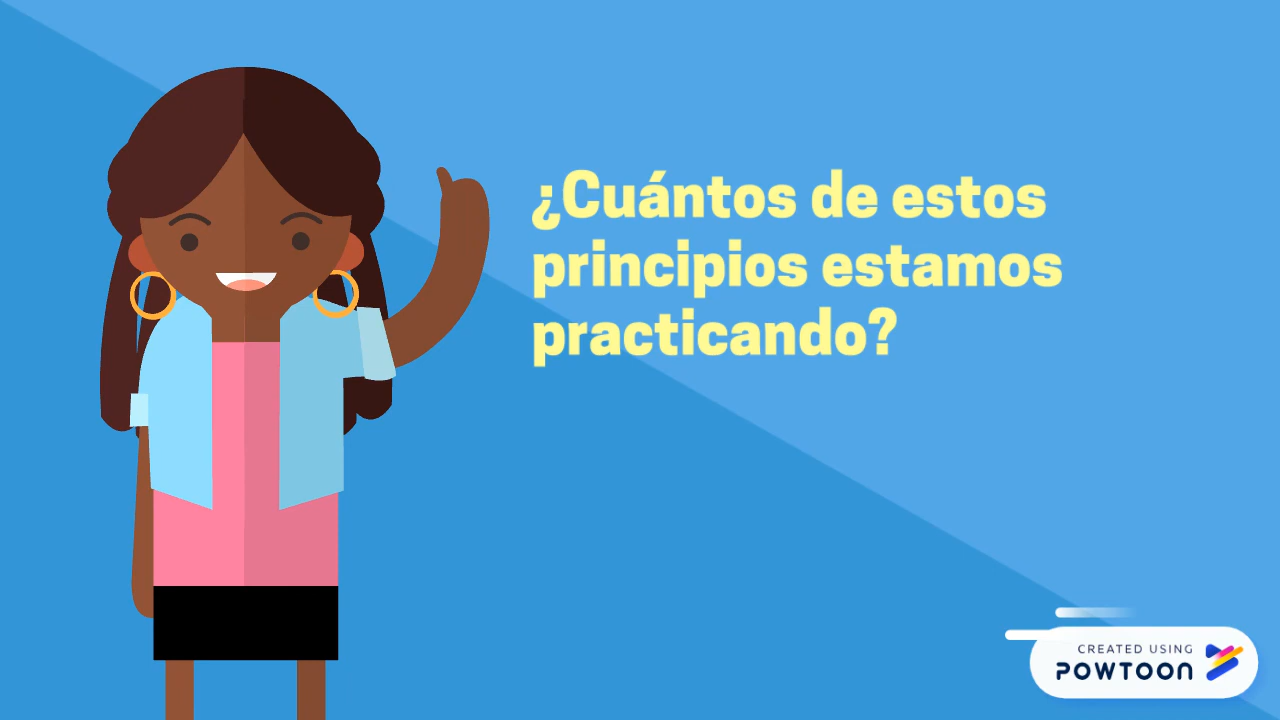 ¿Cuántos de estos
principios estamos
practicando?
CREATED USING
POWTOON